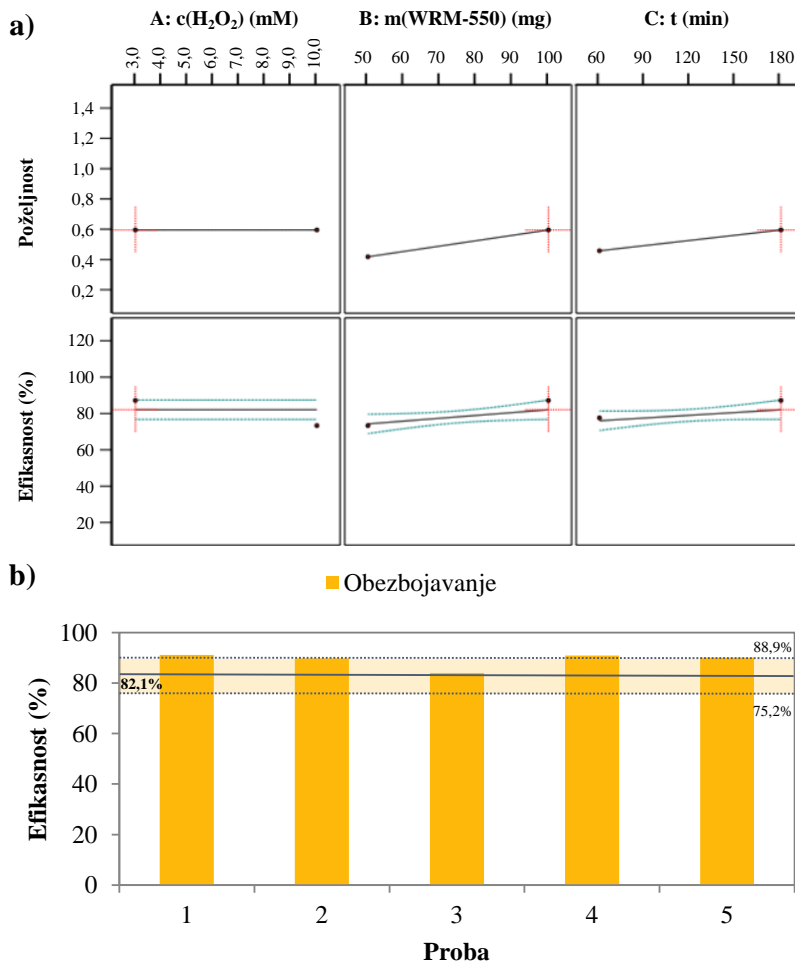 a)
A: c(H₂O₂) (mM) B: m(WRM-550) (mg) C: t (min)
3,0 4,0 5,0 6,0 7,0 8,0 9,0 10,0 50 60 70 80 90 100 60 90 120 150 180
Poželjnost
1,4
1,2
1,0
0,8
0,6
0,4
0,2
Efikasnost (%)
120
100
80
60
40
20
b)
Obezbojavanje
Efikasnost (%)
100
80
60
40
20
0
88,9%
82,1%
75,2%
1 2 3 4 5
Proba